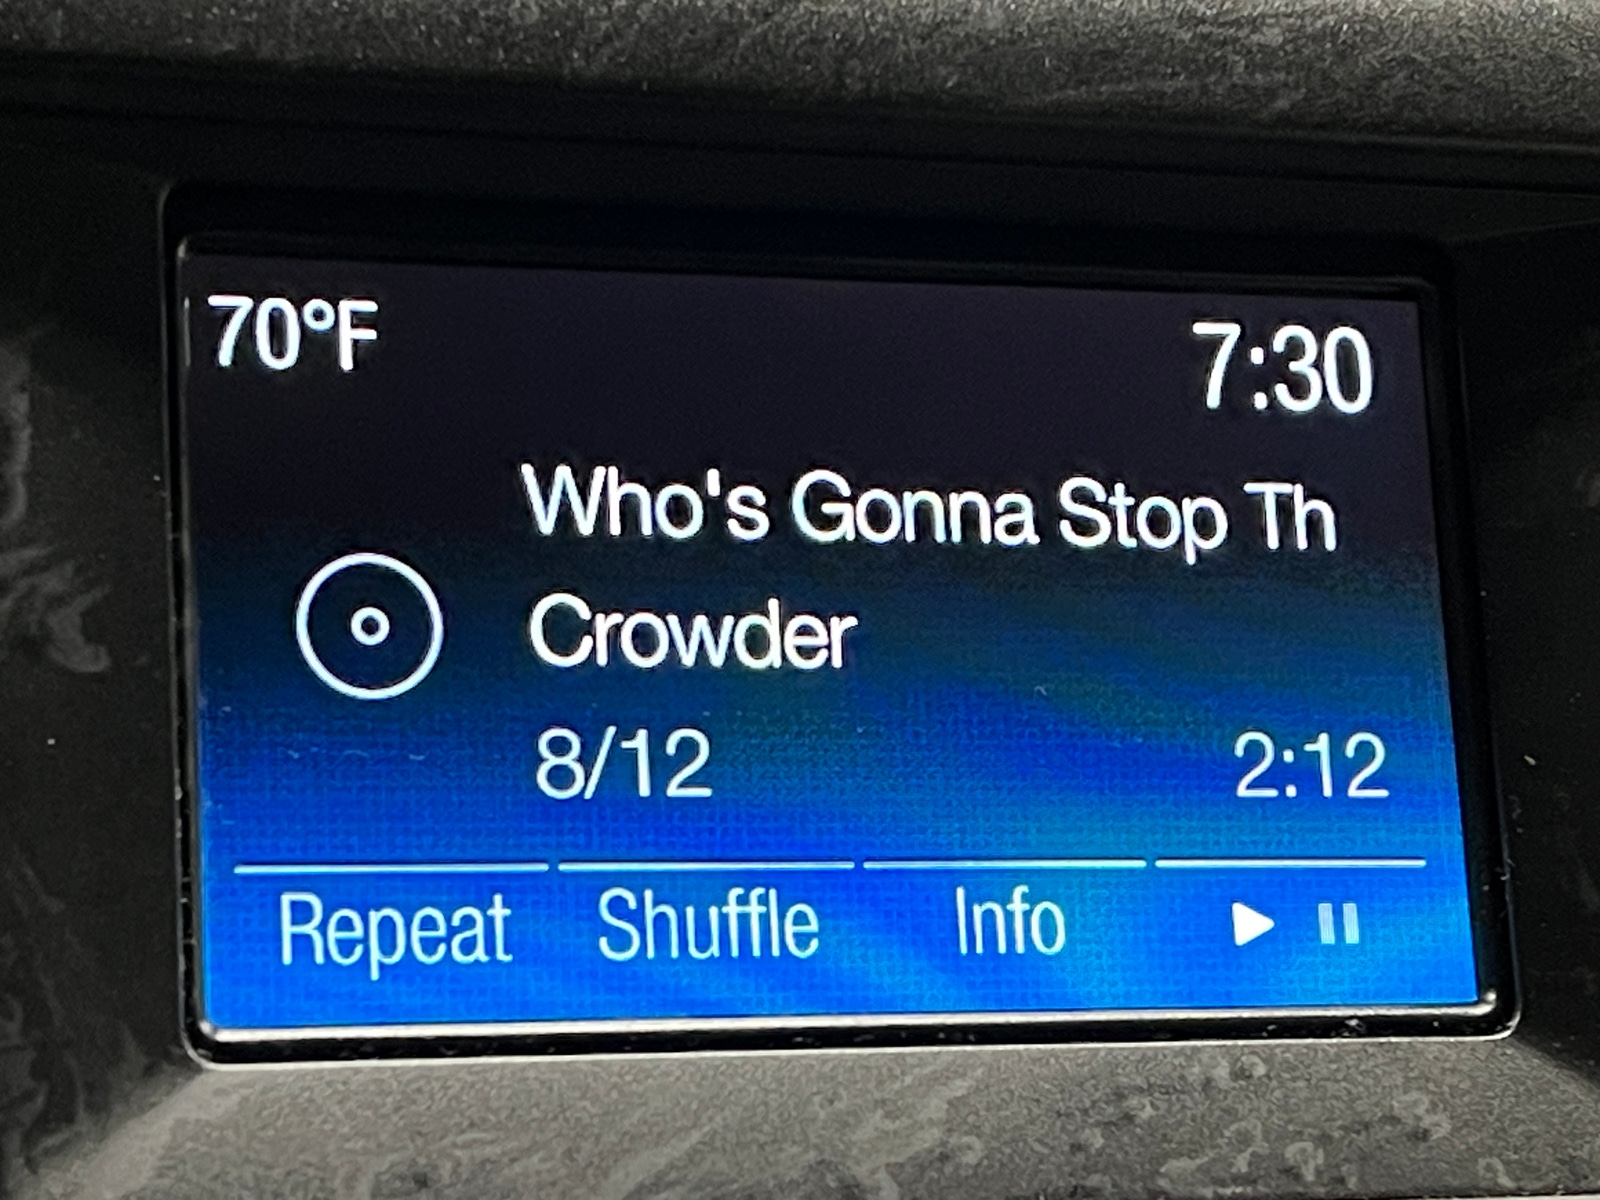 70°F
7:30
Who's Gonna Stop Th
Crowder
8/12
2:12
Repeat
Shuffle
Info